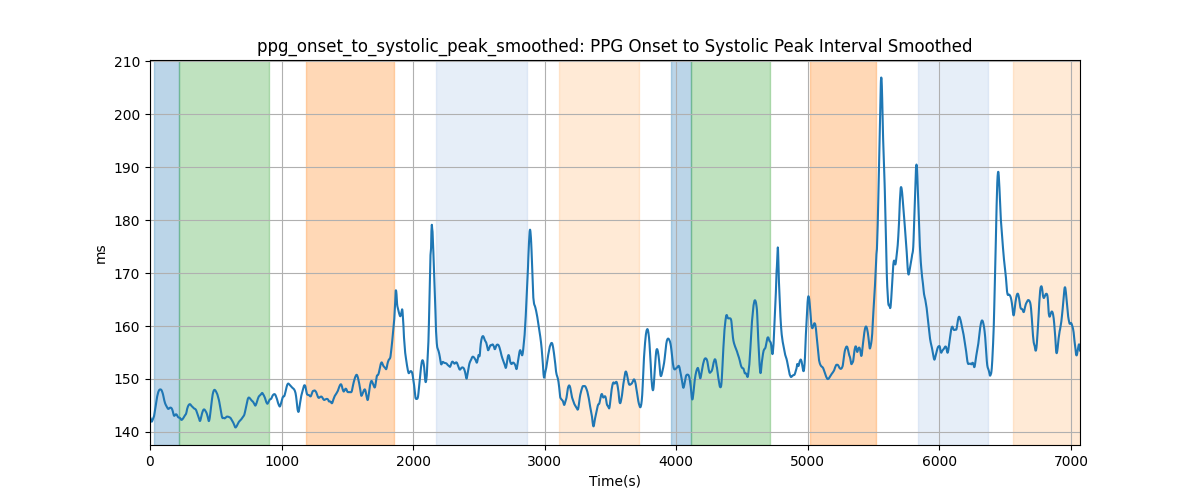 ppg_onset_to_systolic_peak_smoothed: PPG Onset to Systolic Peak Interval Smoothed
210
200
190
180
170
160
150
140
ms
0 1000 2000 3000 4000 5000 6000 7000
Time(s)